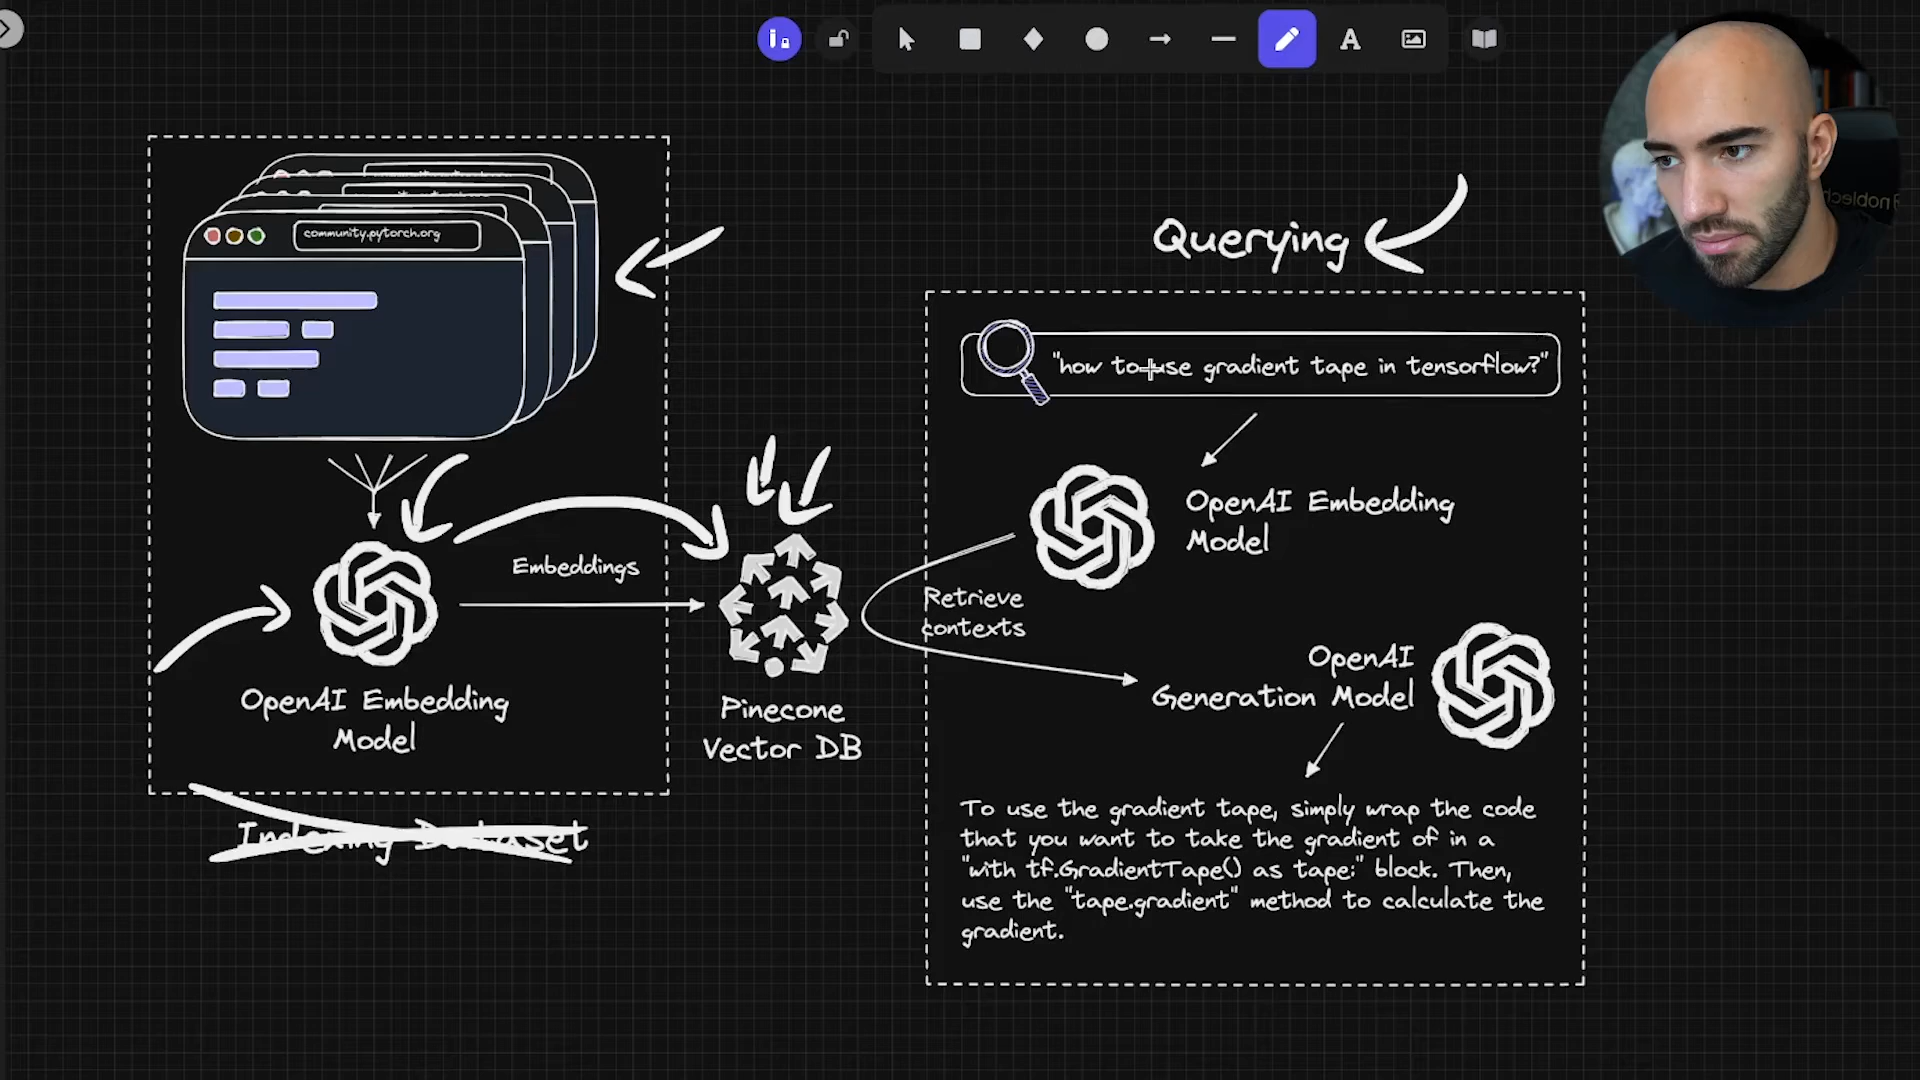 community.pytorch.org
OpenAI Embedding
Model
Indexing Dataset
Embeddings
Pinecone
Vector DB
Querying
"how to use gradient tape in tensorflow?"
OpenAI Embedding
Model
Retrieve
contexts
OpenAI
Generation Model
To use the gradient tape, simply wrap the code
that you want to take the gradient of in a
"with tf.GradientTape() as tape:" block. Then,
use the "tape.gradient" method to calculate the
gradient.
A